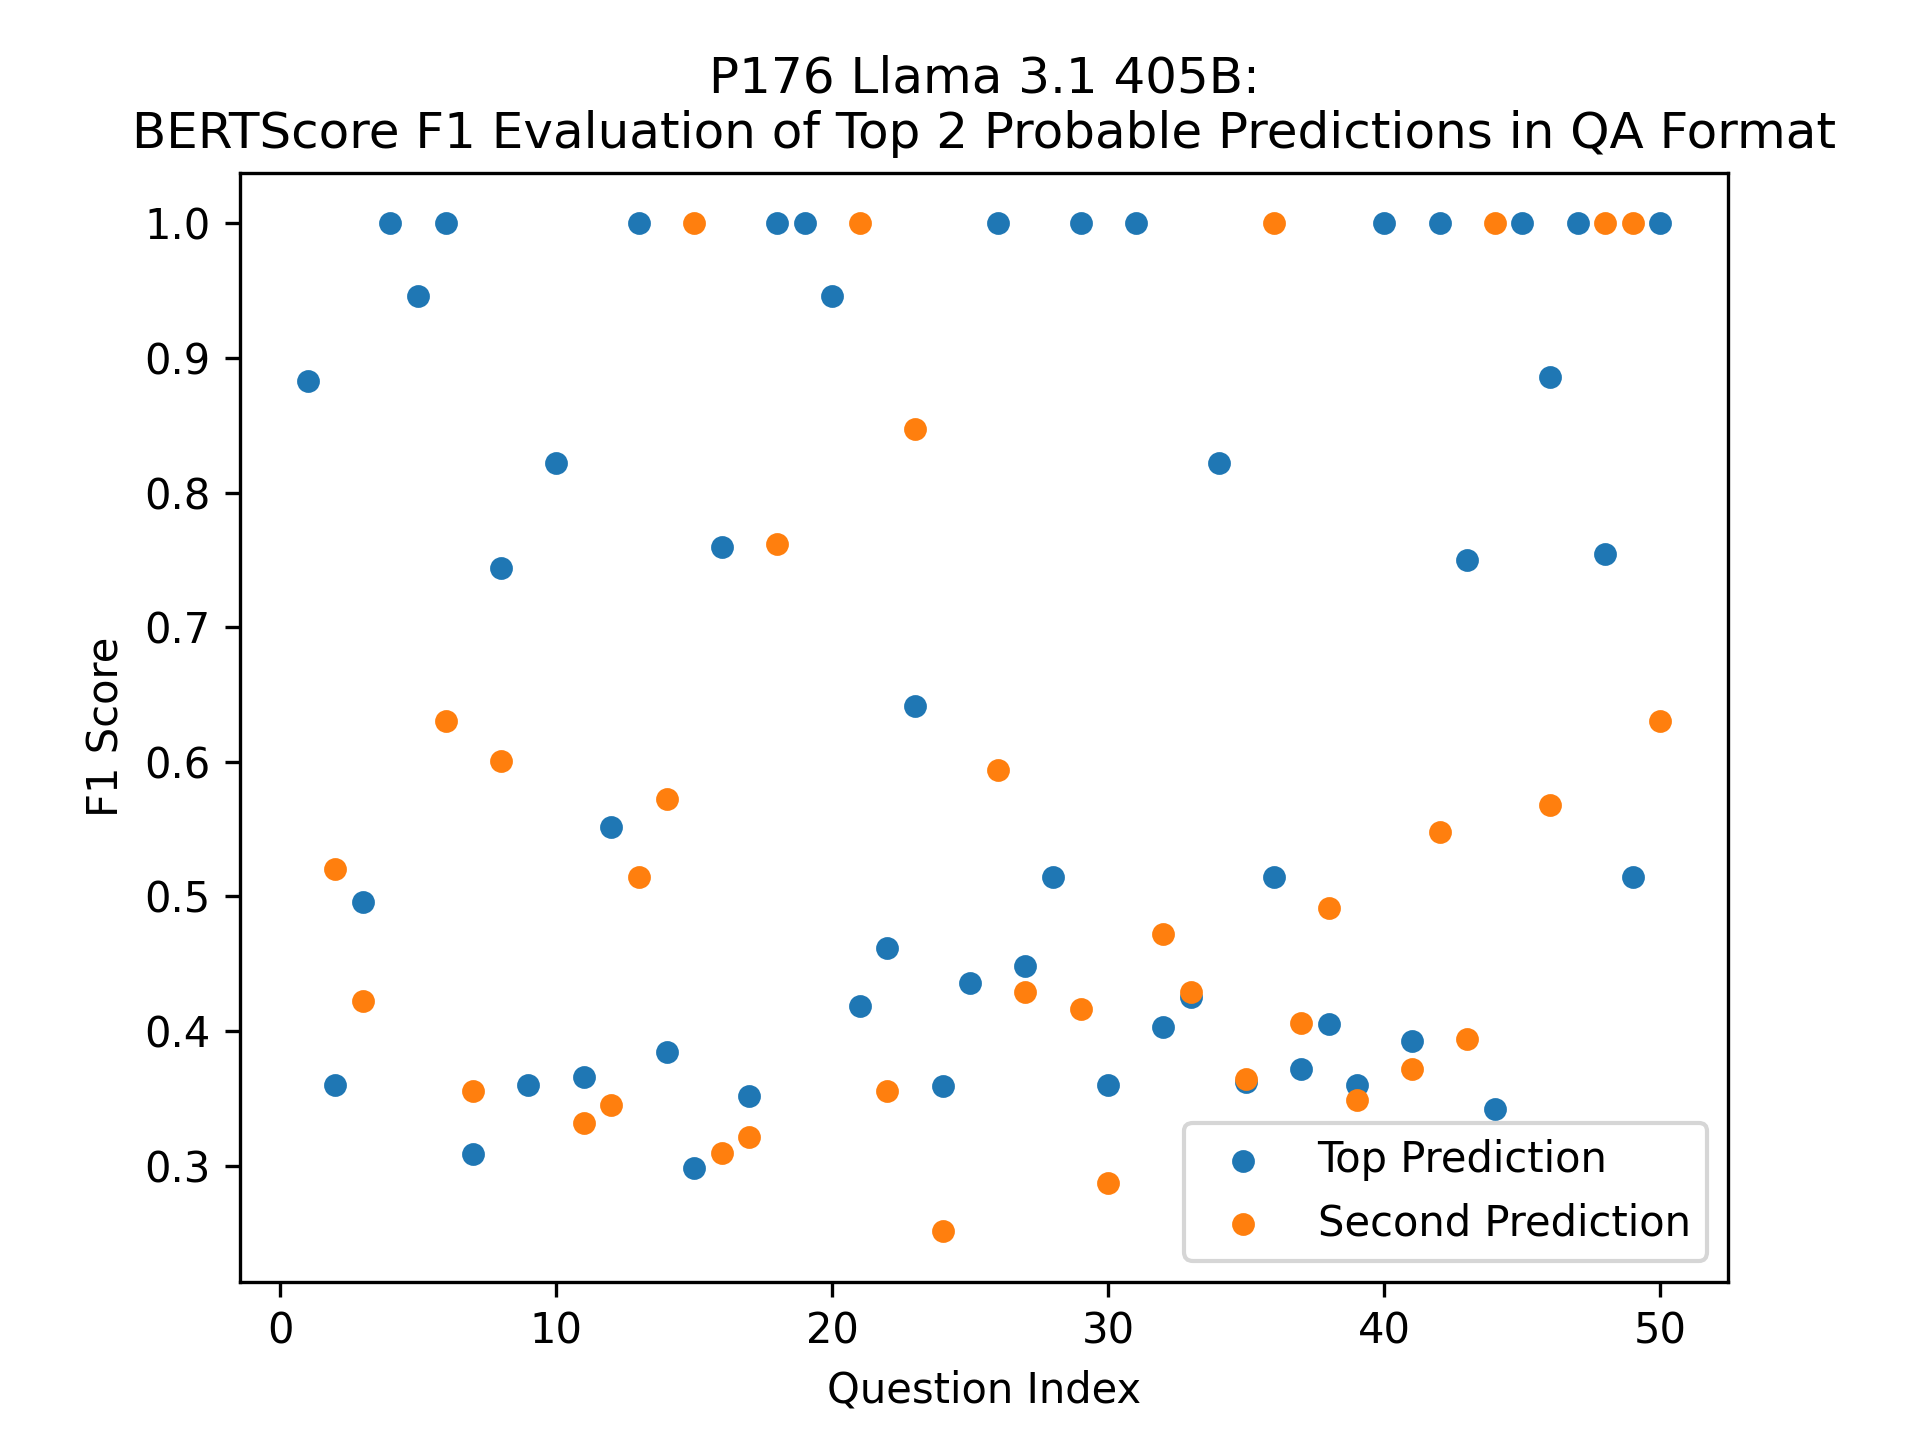 P176 Llama 3.1 405B:
BERTScore F1 Evaluation of Top 2 Probable Predictions in QA Format
1.0
0.9
0.8
0.7
0.6
0.5
0.4
0.3
F1 Score
Top Prediction
Second Prediction
0 10 20 30 40 50
Question Index